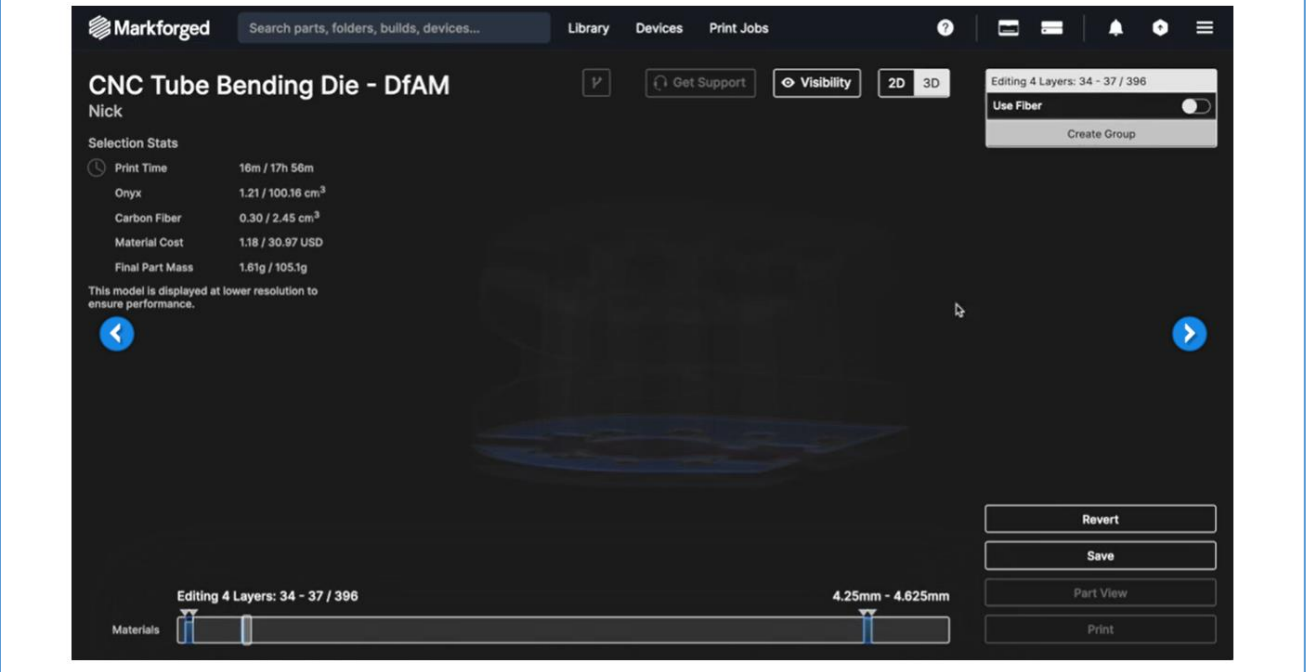 Markforged
Search parts, folders, builds, devices...
Library
Devices
Print Jobs
?
CNC Tube Bending Die - DfAM
Nick
Get Support
Visibility
2D
3D
Selection Stats
Print Time 16m / 17h 56m
Onyx 1.21 / 100.16 cm³
Carbon Fiber 0.30 / 2.45 cm³
Material Cost 1.18 / 30.97 USD
Final Part Mass 1.61g / 105.1g
This model is displayed at lower resolution to
ensure performance.
Editing 4 Layers: 34 - 37 / 396
Use Fiber
Create Group
Revert
Save
Part View
Print
Editing 4 Layers: 34 - 37 / 396
4.25mm - 4.625mm
Materials